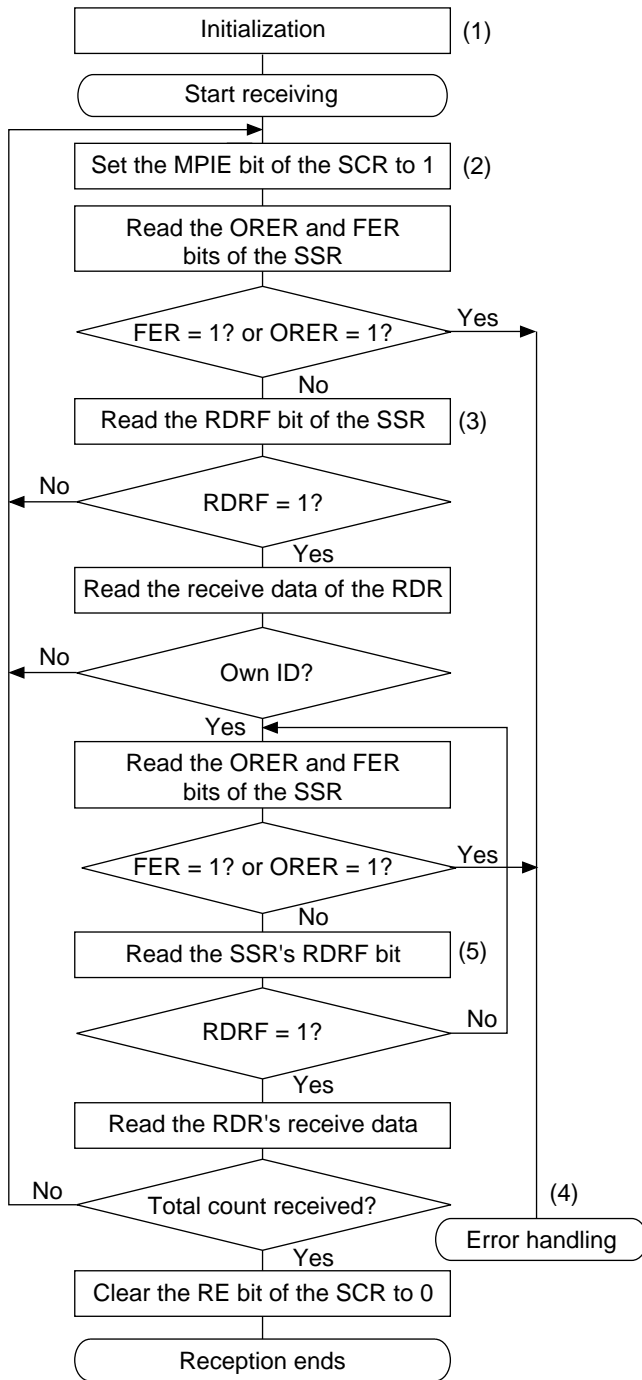 Initialization (1)
Start receiving
Set the MPIE bit of the SCR to 1 (2)
Read the ORER and FER
bits of the SSR
FER = 1? or ORER = 1? Yes
No
Read the RDRF bit of the SSR (3)
No
RDRF = 1?
Yes
Read the receive data of the RDR
No
Own ID?
Yes
Read the ORER and FER
bits of the SSR
FER = 1? or ORER = 1? Yes
No
Read the SSR's RDRF bit (5)
RDRF = 1? No
Yes
Read the RDR's receive data
No
Total count received? (4)
Error handling
Yes
Clear the RE bit of the SCR to 0
Reception ends